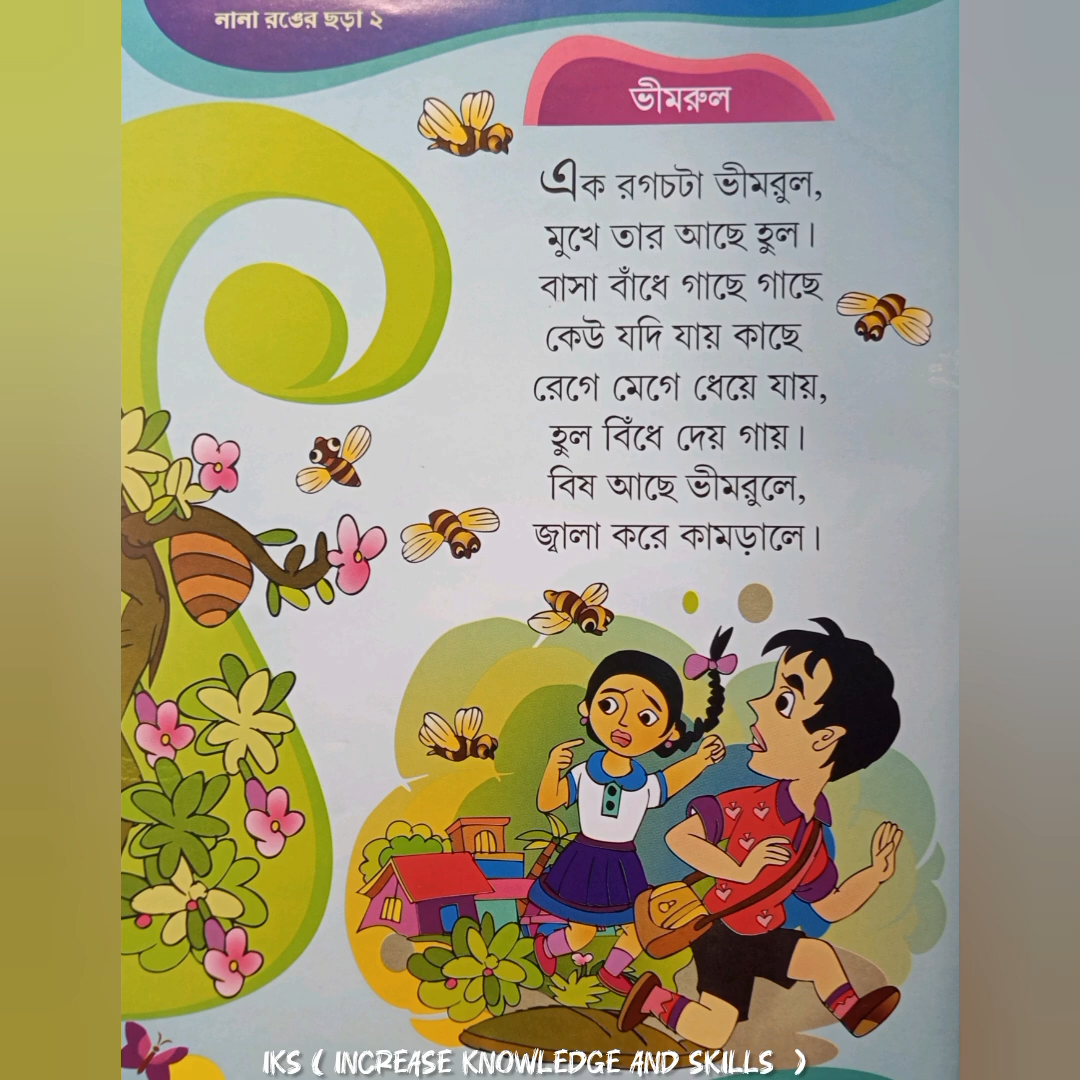 নানা রঙের ছড়া ২
ভীমরুল
এক রগচটা ভীমরুল,
মুখে তার আছে হুল।
বাসা বাঁধে গাছে গাছে
কেউ যদি যায় কাছে
রেগে মেগে ধেয়ে যায়,
হুল বিঁধে দেয় গায়।
বিষ আছে ভীমরুলে,
জ্বালা করে কামড়ালে।
IKS ( INCREASE KNOWLEDGE AND SKILLS )